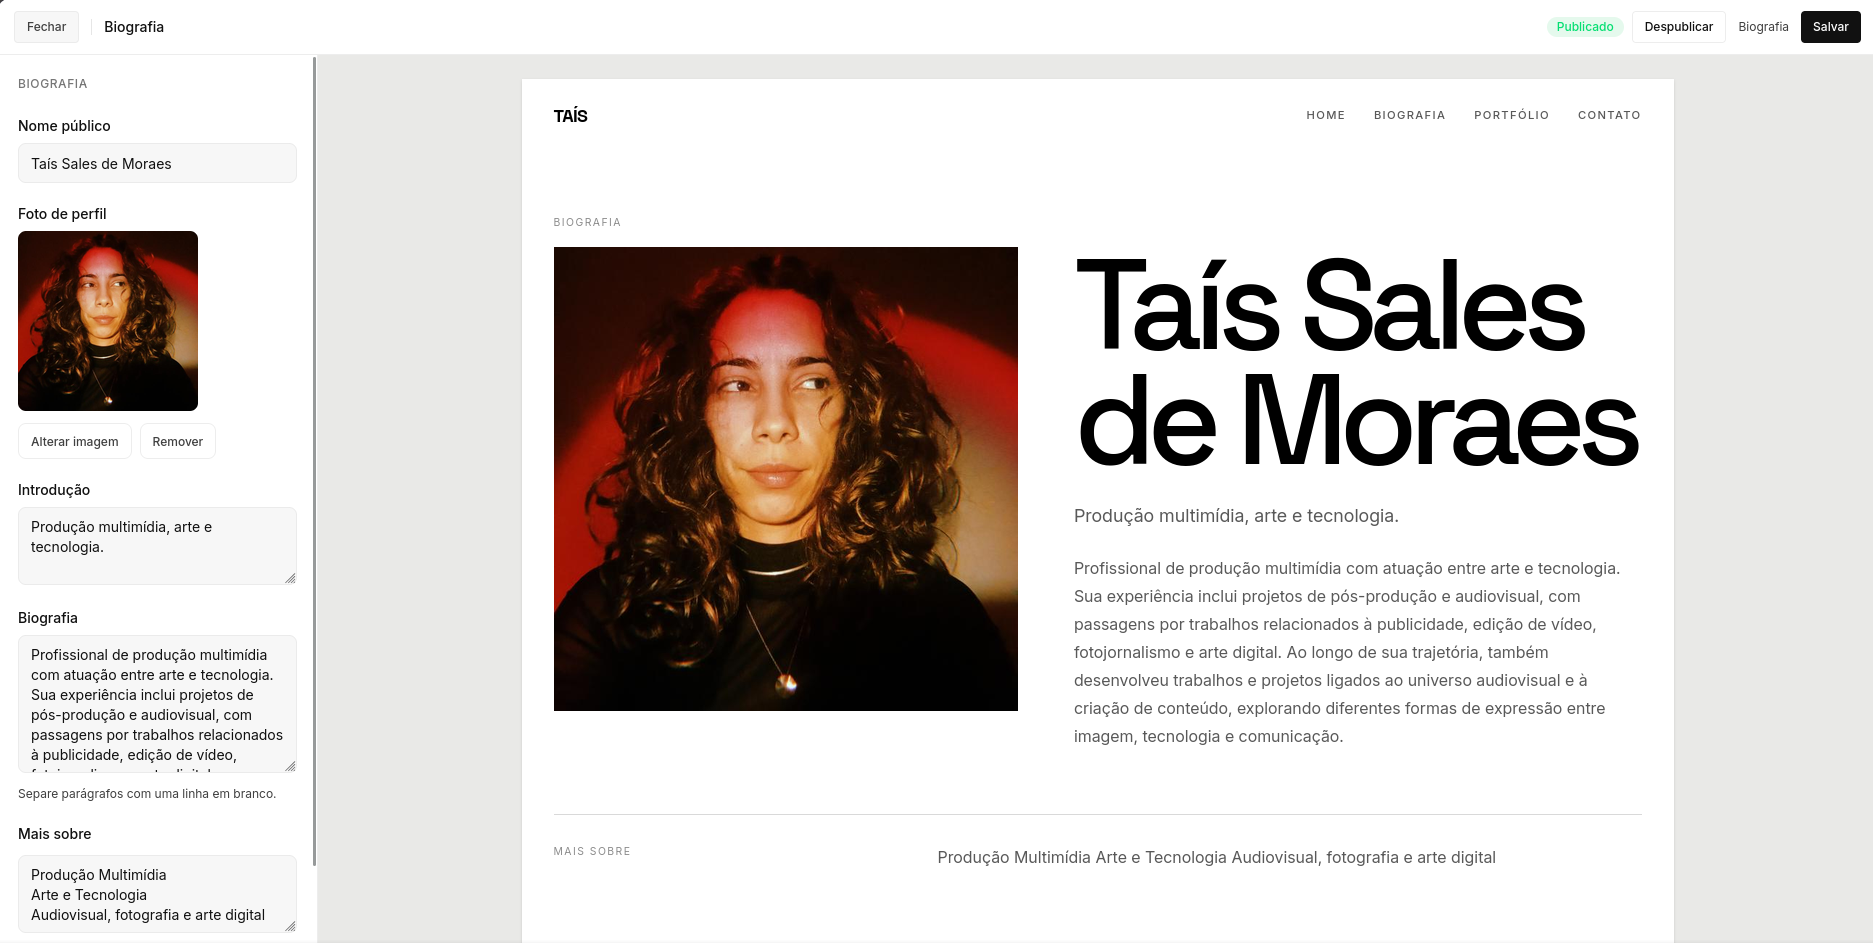 Fechar
Biografia
Publicado
Despublicar
Biografia
Salvar
BIOGRAFIA
Nome público
Taís Sales de Moraes
Foto de perfil
Alterar imagem
Remover
Introdução
Produção multimídia, arte e
tecnologia.
Biografia
Profissional de produção multimídia
com atuação entre arte e tecnologia.
Sua experiência inclui projetos de
pós-produção e audiovisual, com
passagens por trabalhos relacionados
à publicidade, edição de vídeo,
Separe parágrafos com uma linha em branco.
Mais sobre
Produção Multimídia
Arte e Tecnologia
Audiovisual, fotografia e arte digital
TAÍS
HOME
BIOGRAFIA
PORTFÓLIO
CONTATO
BIOGRAFIA
Taís Sales
de Moraes
Produção multimídia, arte e tecnologia.
Profissional de produção multimídia com atuação entre arte e tecnologia.
Sua experiência inclui projetos de pós-produção e audiovisual, com
passagens por trabalhos relacionados à publicidade, edição de vídeo,
fotojornalismo e arte digital. Ao longo de sua trajetória, também
desenvolveu trabalhos e projetos ligados ao universo audiovisual e à
criação de conteúdo, explorando diferentes formas de expressão entre
imagem, tecnologia e comunicação.
MAIS SOBRE
Produção Multimídia Arte e Tecnologia Audiovisual, fotografia e arte digital